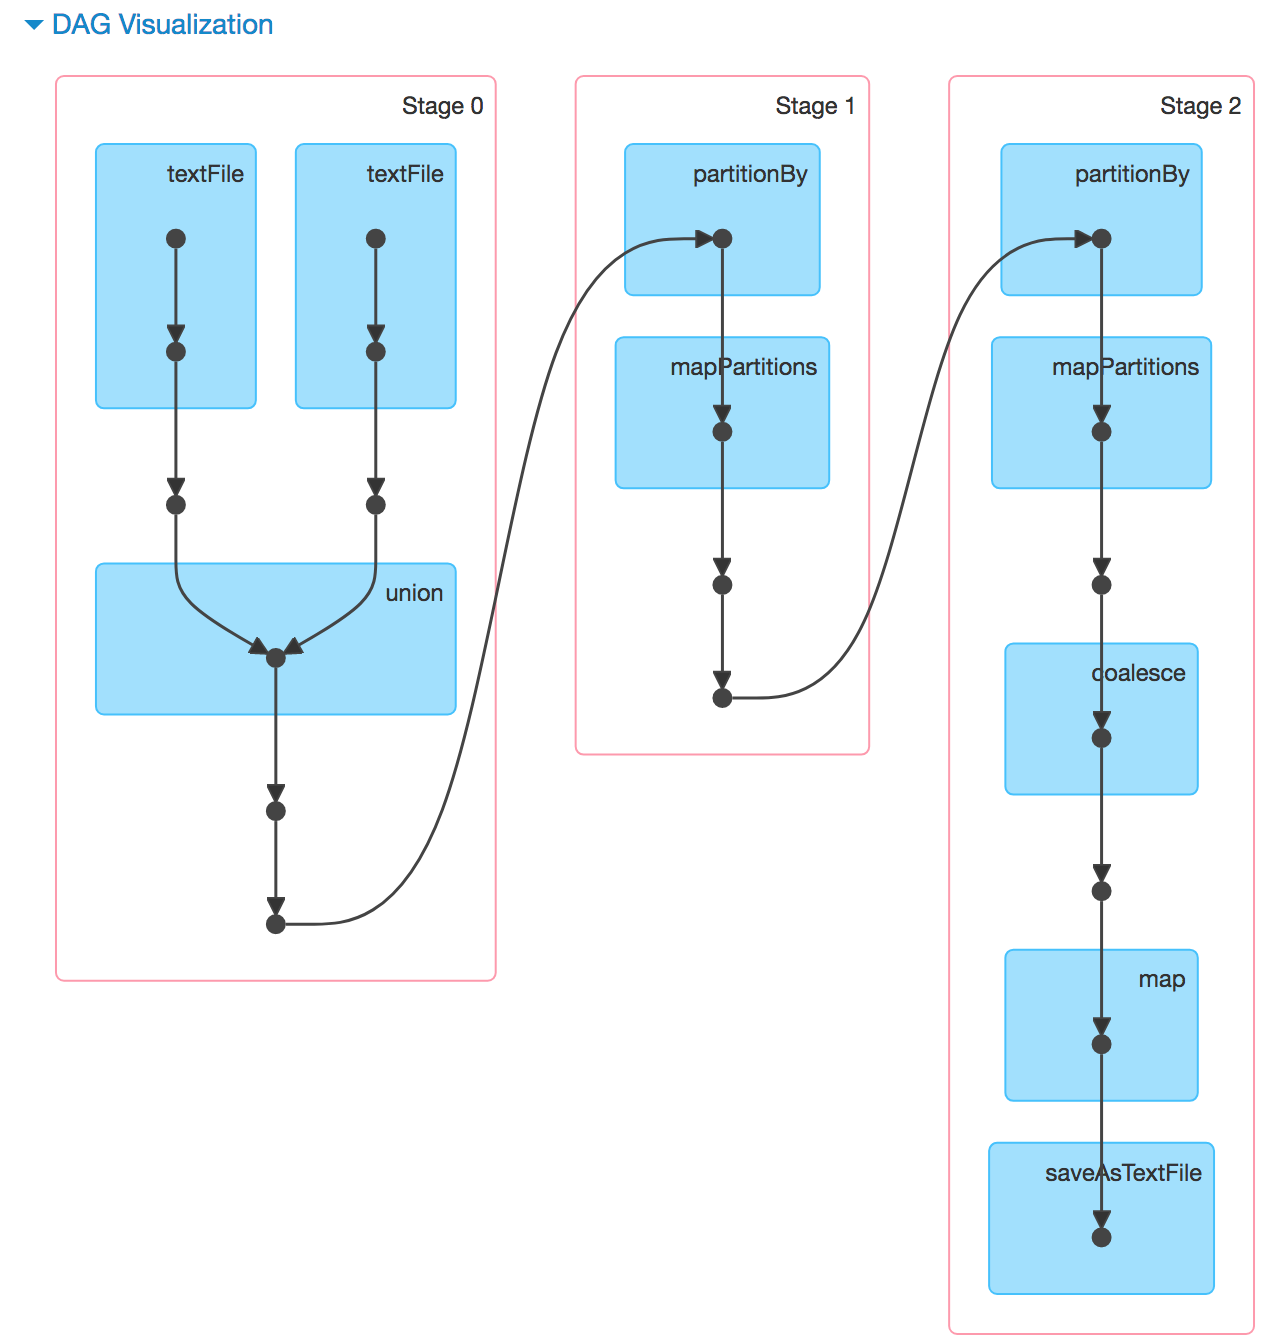 DAG Visualization
Stage 0
textFile
textFile
union
Stage 1
partitionBy
mapPartitions
Stage 2
partitionBy
mapPartitions
coalesce
map
saveAsTextFile